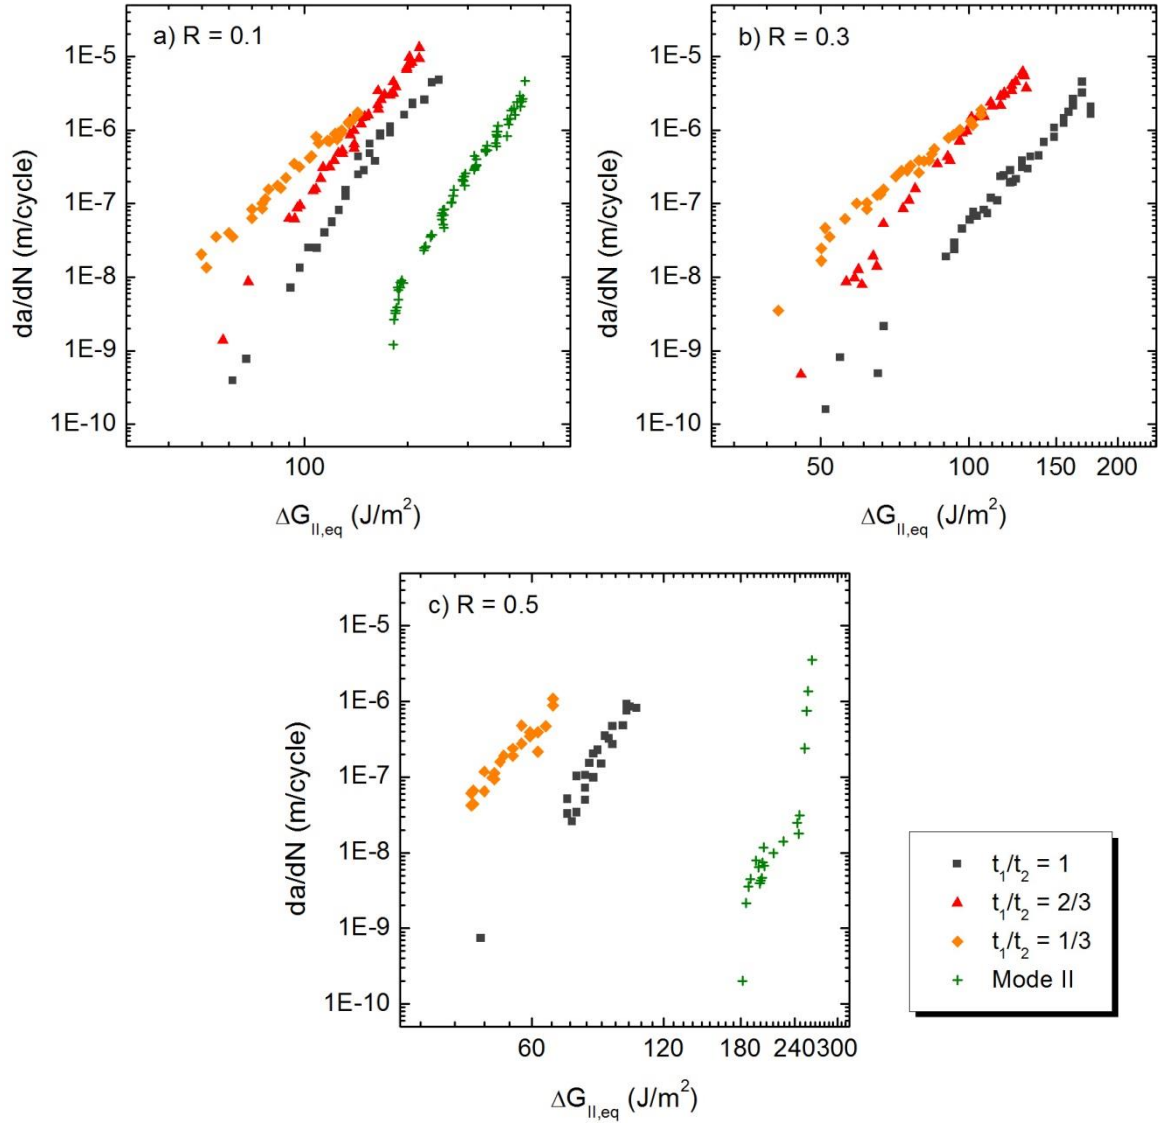 a) R = 0.1
1E-5
1E-6
1E-7
1E-8
1E-9
1E-10
da/dN (m/cycle)
100
ΔG_II,eq (J/m²)
b) R = 0.3
1E-5
1E-6
1E-7
1E-8
1E-9
1E-10
da/dN (m/cycle)
50 100 150 200
ΔG_II,eq (J/m²)
c) R = 0.5
1E-5
1E-6
1E-7
1E-8
1E-9
1E-10
da/dN (m/cycle)
60 120 180 240 300
ΔG_II,eq (J/m²)
t₁/t₂ = 1
t₁/t₂ = 2/3
t₁/t₂ = 1/3
Mode II